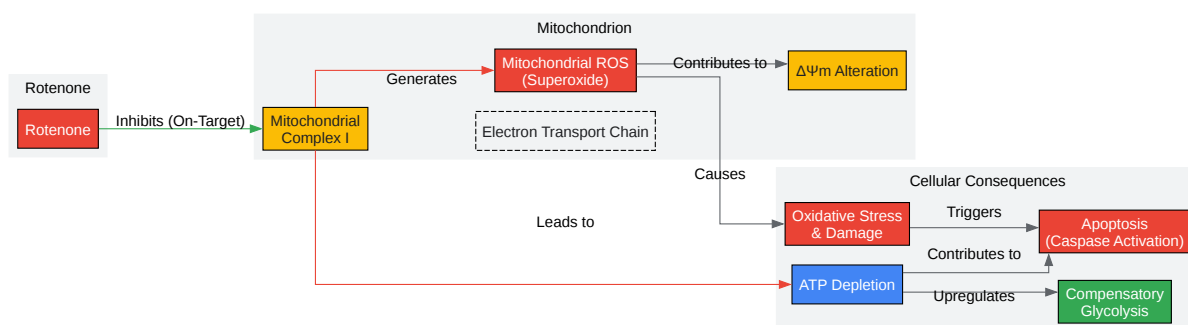 Mitochondrion
Mitochondrial ROS
(Superoxide)
Contributes to
ΔΨm Alteration
Generates
Rotenone
Rotenone
Inhibits (On-Target)
Mitochondrial
Complex I
Electron Transport Chain
Causes
Cellular Consequences
Leads to
Oxidative Stress
& Damage
Triggers
Apoptosis
(Caspase Activation)
Contributes to
ATP Depletion
Upregulates
Compensatory
Glycolysis